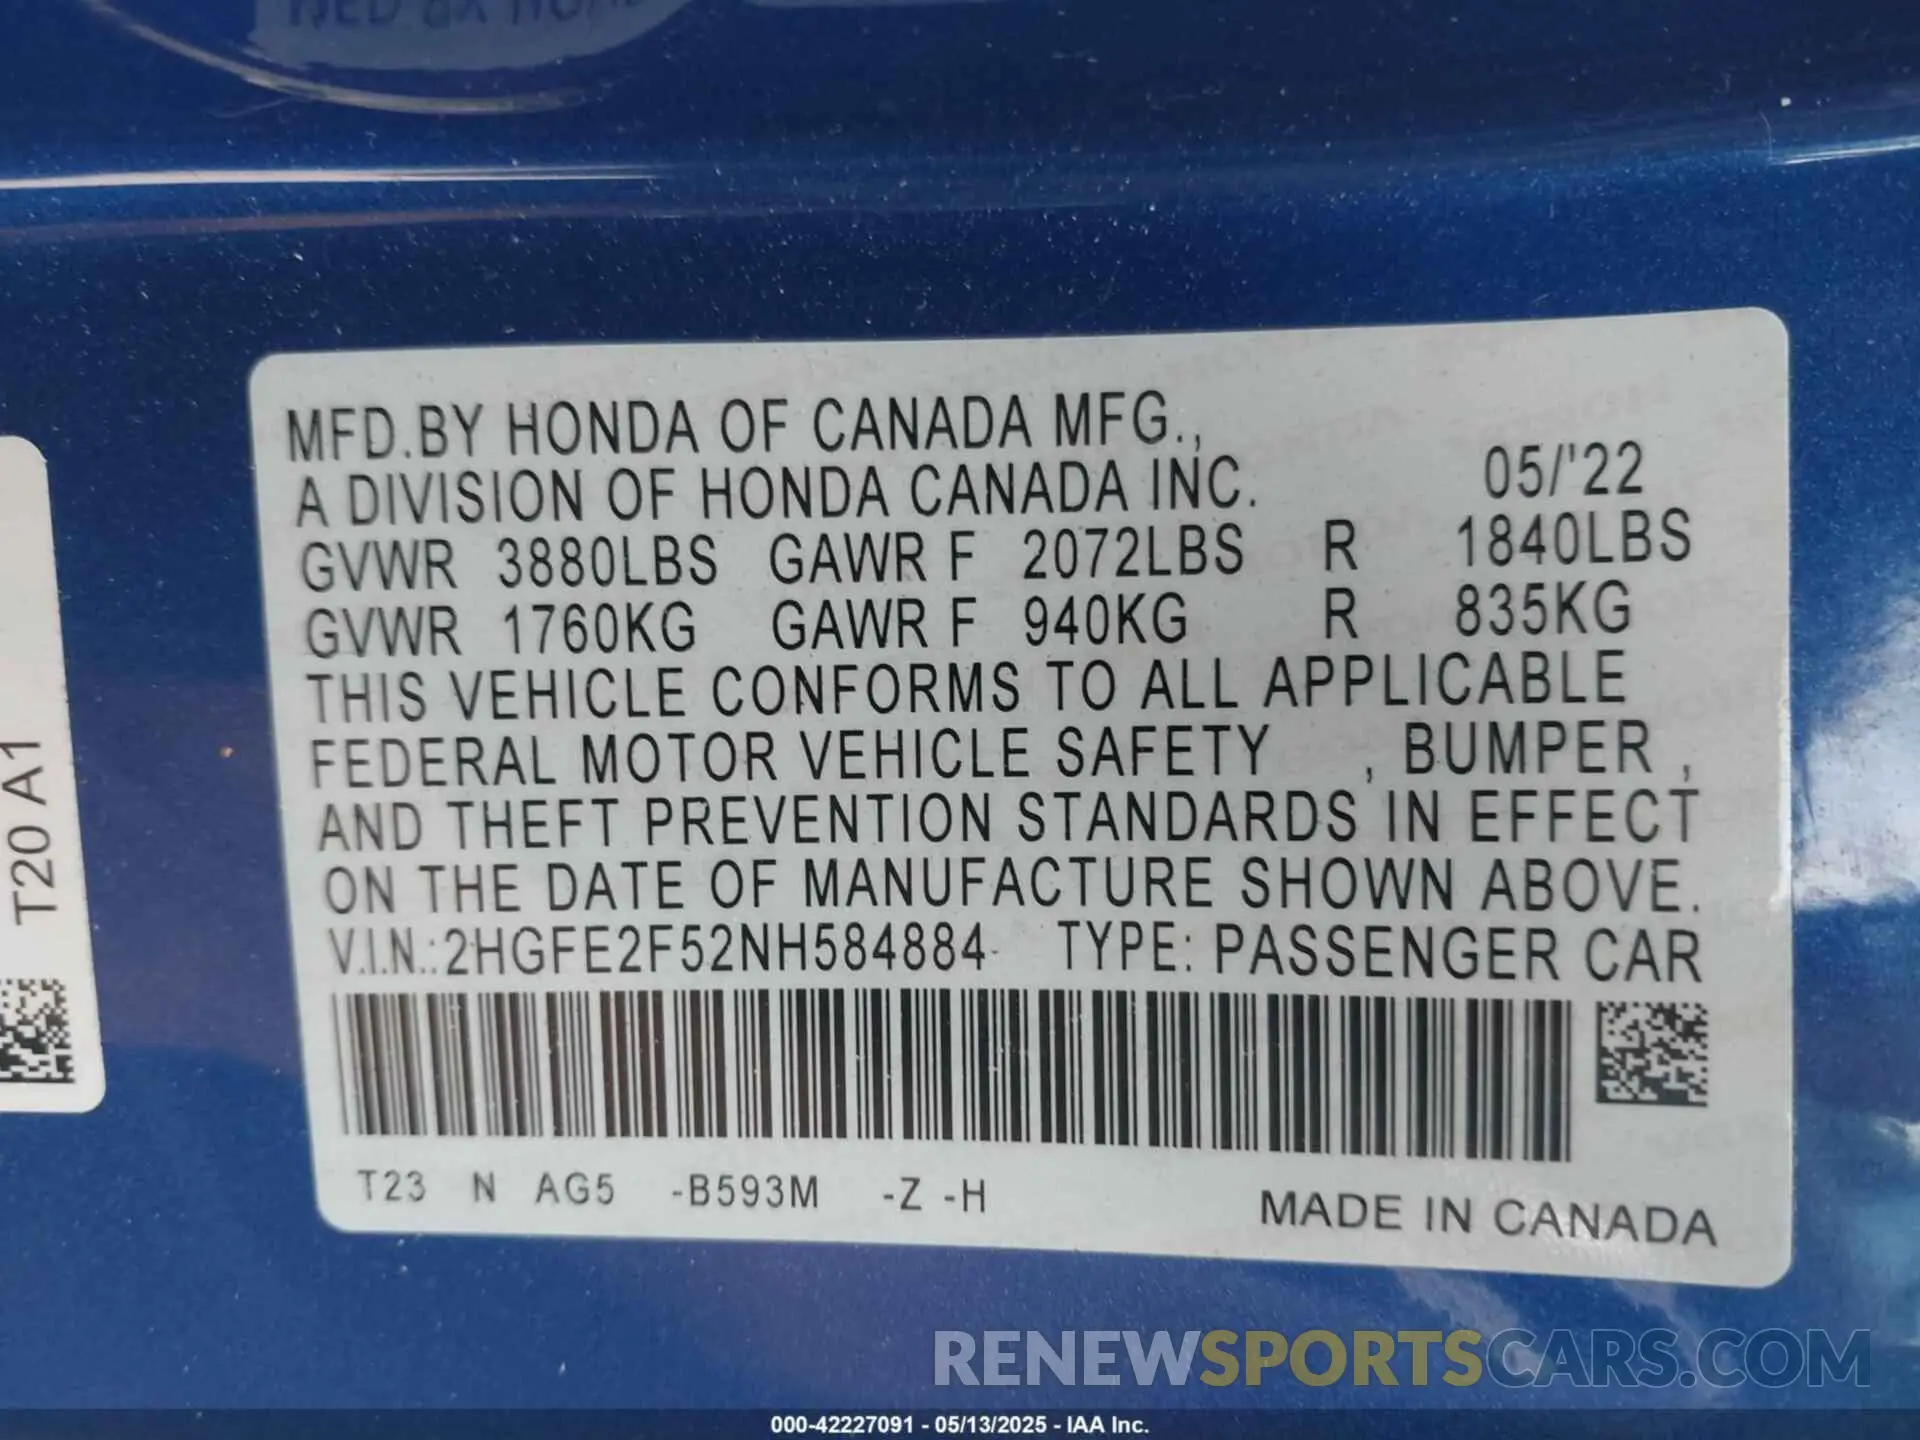 MFD.BY HONDA OF CANADA MFG.,
A DIVISION OF HONDA CANADA INC. 05/'22
GVWR 3880LBS GAWR F 2072LBS R 1840LBS
GVWR 1760KG GAWR F 940KG R 835KG
THIS VEHICLE CONFORMS TO ALL APPLICABLE
FEDERAL MOTOR VEHICLE SAFETY , BUMPER ,
AND THEFT PREVENTION STANDARDS IN EFFECT
ON THE DATE OF MANUFACTURE SHOWN ABOVE.
V.I.N.:2HGFE2F52NH584884 TYPE: PASSENGER CAR
T23 N AG5 -B593M -Z -H
MADE IN CANADA
T20 A1
RENEWSPORTSCARS.COM
000-42227091 - 05/13/2025 - IAA Inc.